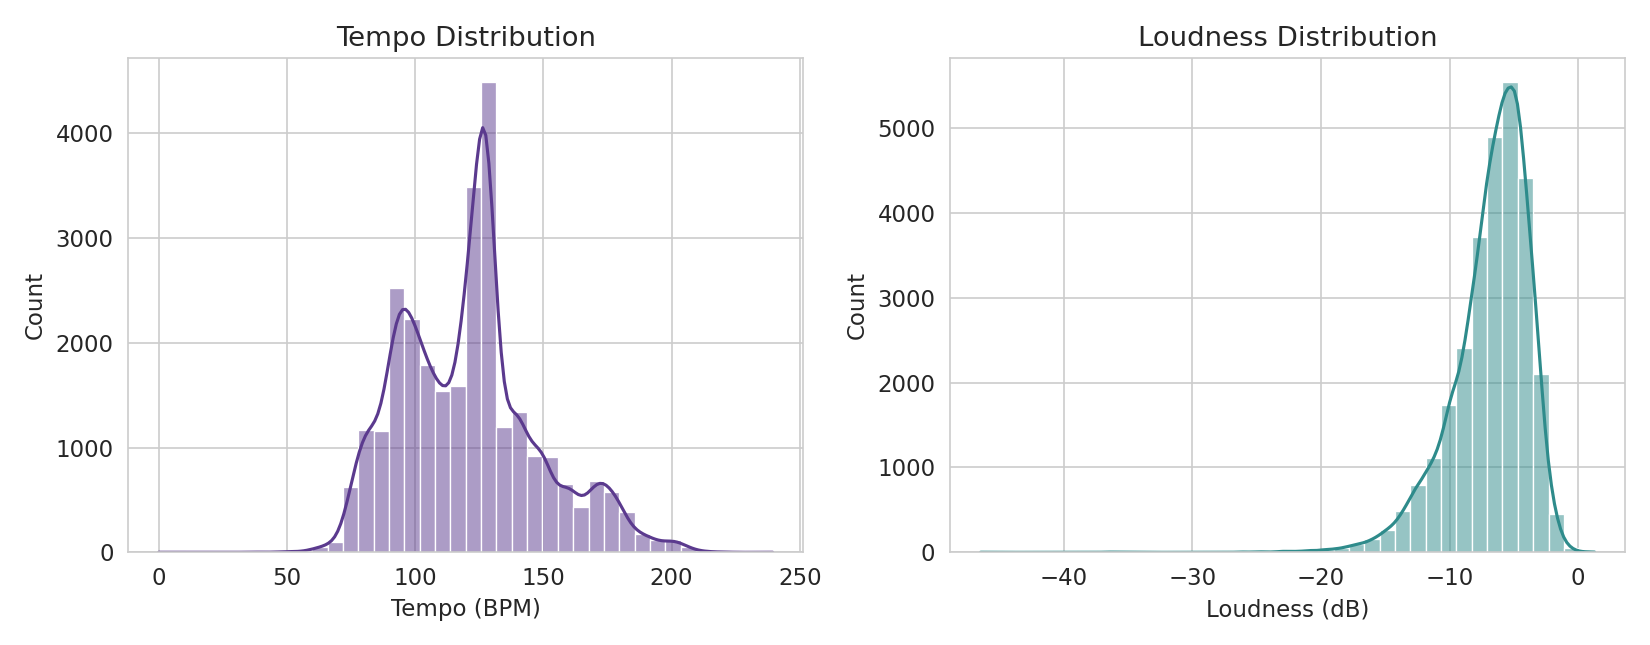 Tempo Distribution
Count
4000
3000
2000
1000
0
0 50 100 150 200 250
Tempo (BPM)
Loudness Distribution
Count
5000
4000
3000
2000
1000
0
−40 −30 −20 −10 0
Loudness (dB)